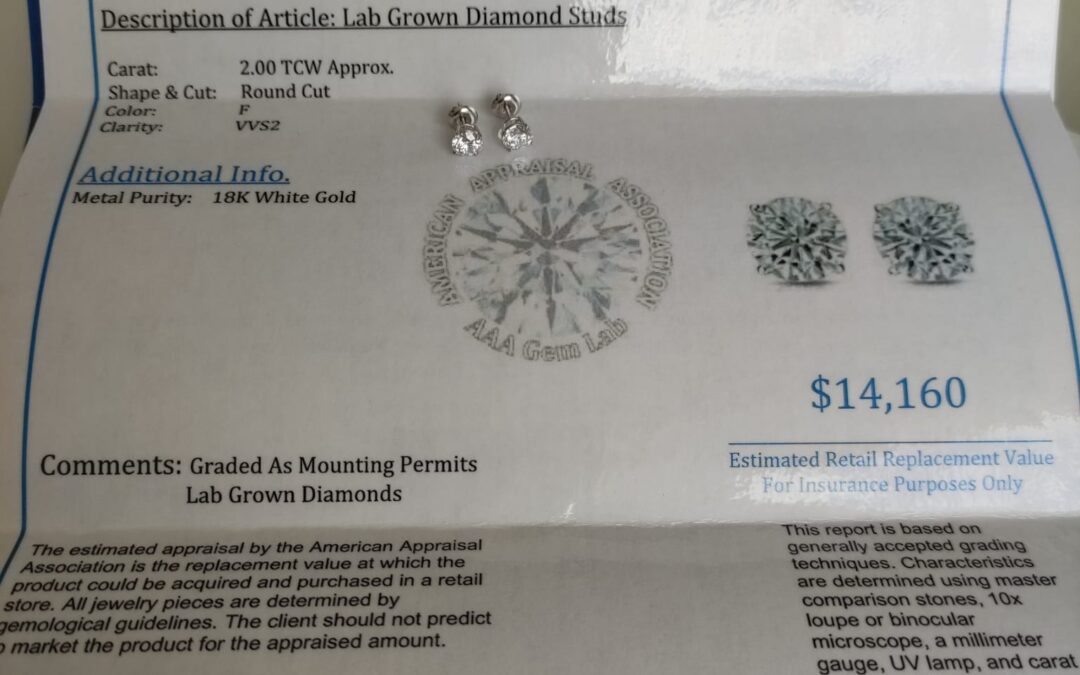 Description of Article: Lab Grown Diamond Studs
Carat: 2.00 TCW Approx.
Shape & Cut: Round Cut
Color: F
Clarity: VVS2
Additional Info.
Metal Purity: 18K White Gold
AMERICAN APPRAISAL ASSOCIATION
AAA Gem Lab
$14,160
Estimated Retail Replacement Value
For Insurance Purposes Only
Comments: Graded As Mounting Permits
Lab Grown Diamonds
The estimated appraisal by the American Appraisal
Association is the replacement value at which the
product could be acquired and purchased in a retail
store. All jewelry pieces are determined by
gemological guidelines. The client should not predict
market the product for the appraised amount.
This report is based on
generally accepted grading
techniques. Characteristics
are determined using master
comparison stones, 10x
loupe or binocular
microscope, a millimeter
gauge, UV lamp, and carat